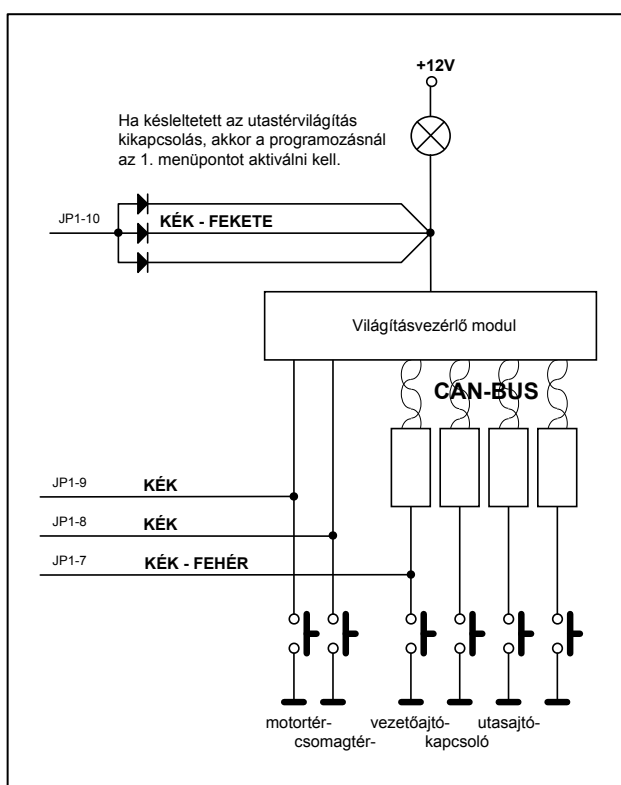 +12V
Ha késleltetett az utastérvilágítás
kikapcsolás, akkor a programozásnál
az 1. menüpontot aktiválni kell.
JP1-10
KÉK - FEKETE
Világításvezérlő modul
CAN-BUS
JP1-9 KÉK
JP1-8 KÉK
JP1-7 KÉK - FEHÉR
motortér- vezetőajtó- utasajtó-
csomagtér- kapcsoló